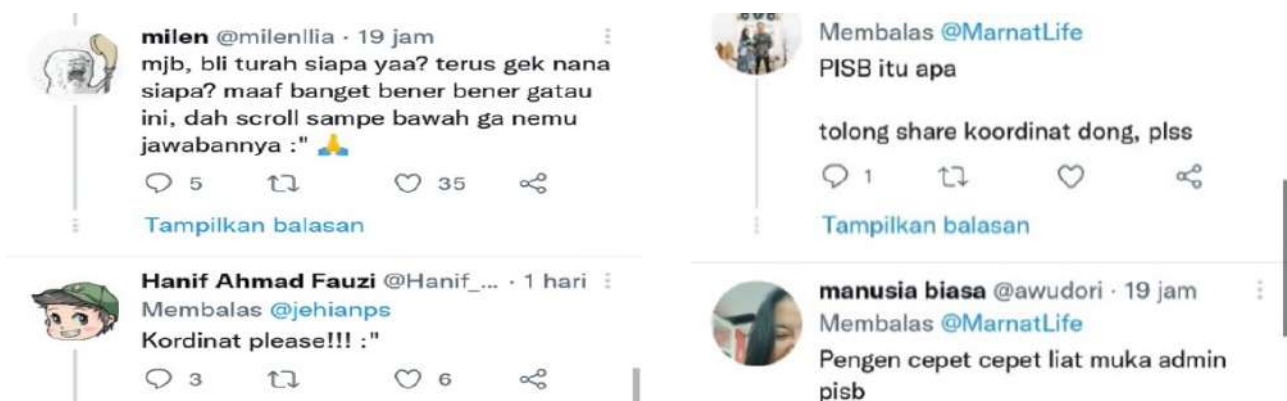 milen @milenllia · 19 jam
mjb, bli turah siapa yaa? terus gek nana
siapa? maaf banget bener bener gatau
ini, dah scroll sampe bawah ga nemu
jawabannya :" 🙏
5 35
Tampilkan balasan
Hanif Ahmad Fauzi @Hanif_... · 1 hari
Membalas @jehianps
Kordinat please!!! :"
3 6
Membalas @MarnatLife
PISB itu apa
tolong share koordinat dong, plss
1
Tampilkan balasan
manusia biasa @awudori · 19 jam
Membalas @MarnatLife
Pengen cepet cepet liat muka admin
pisb